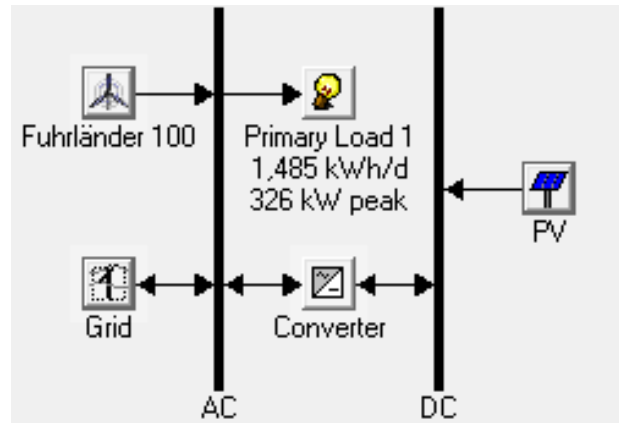 Fuhrländer 100
Primary Load 1
1,485 kWh/d
326 kW peak
PV
Grid
Converter
AC
DC